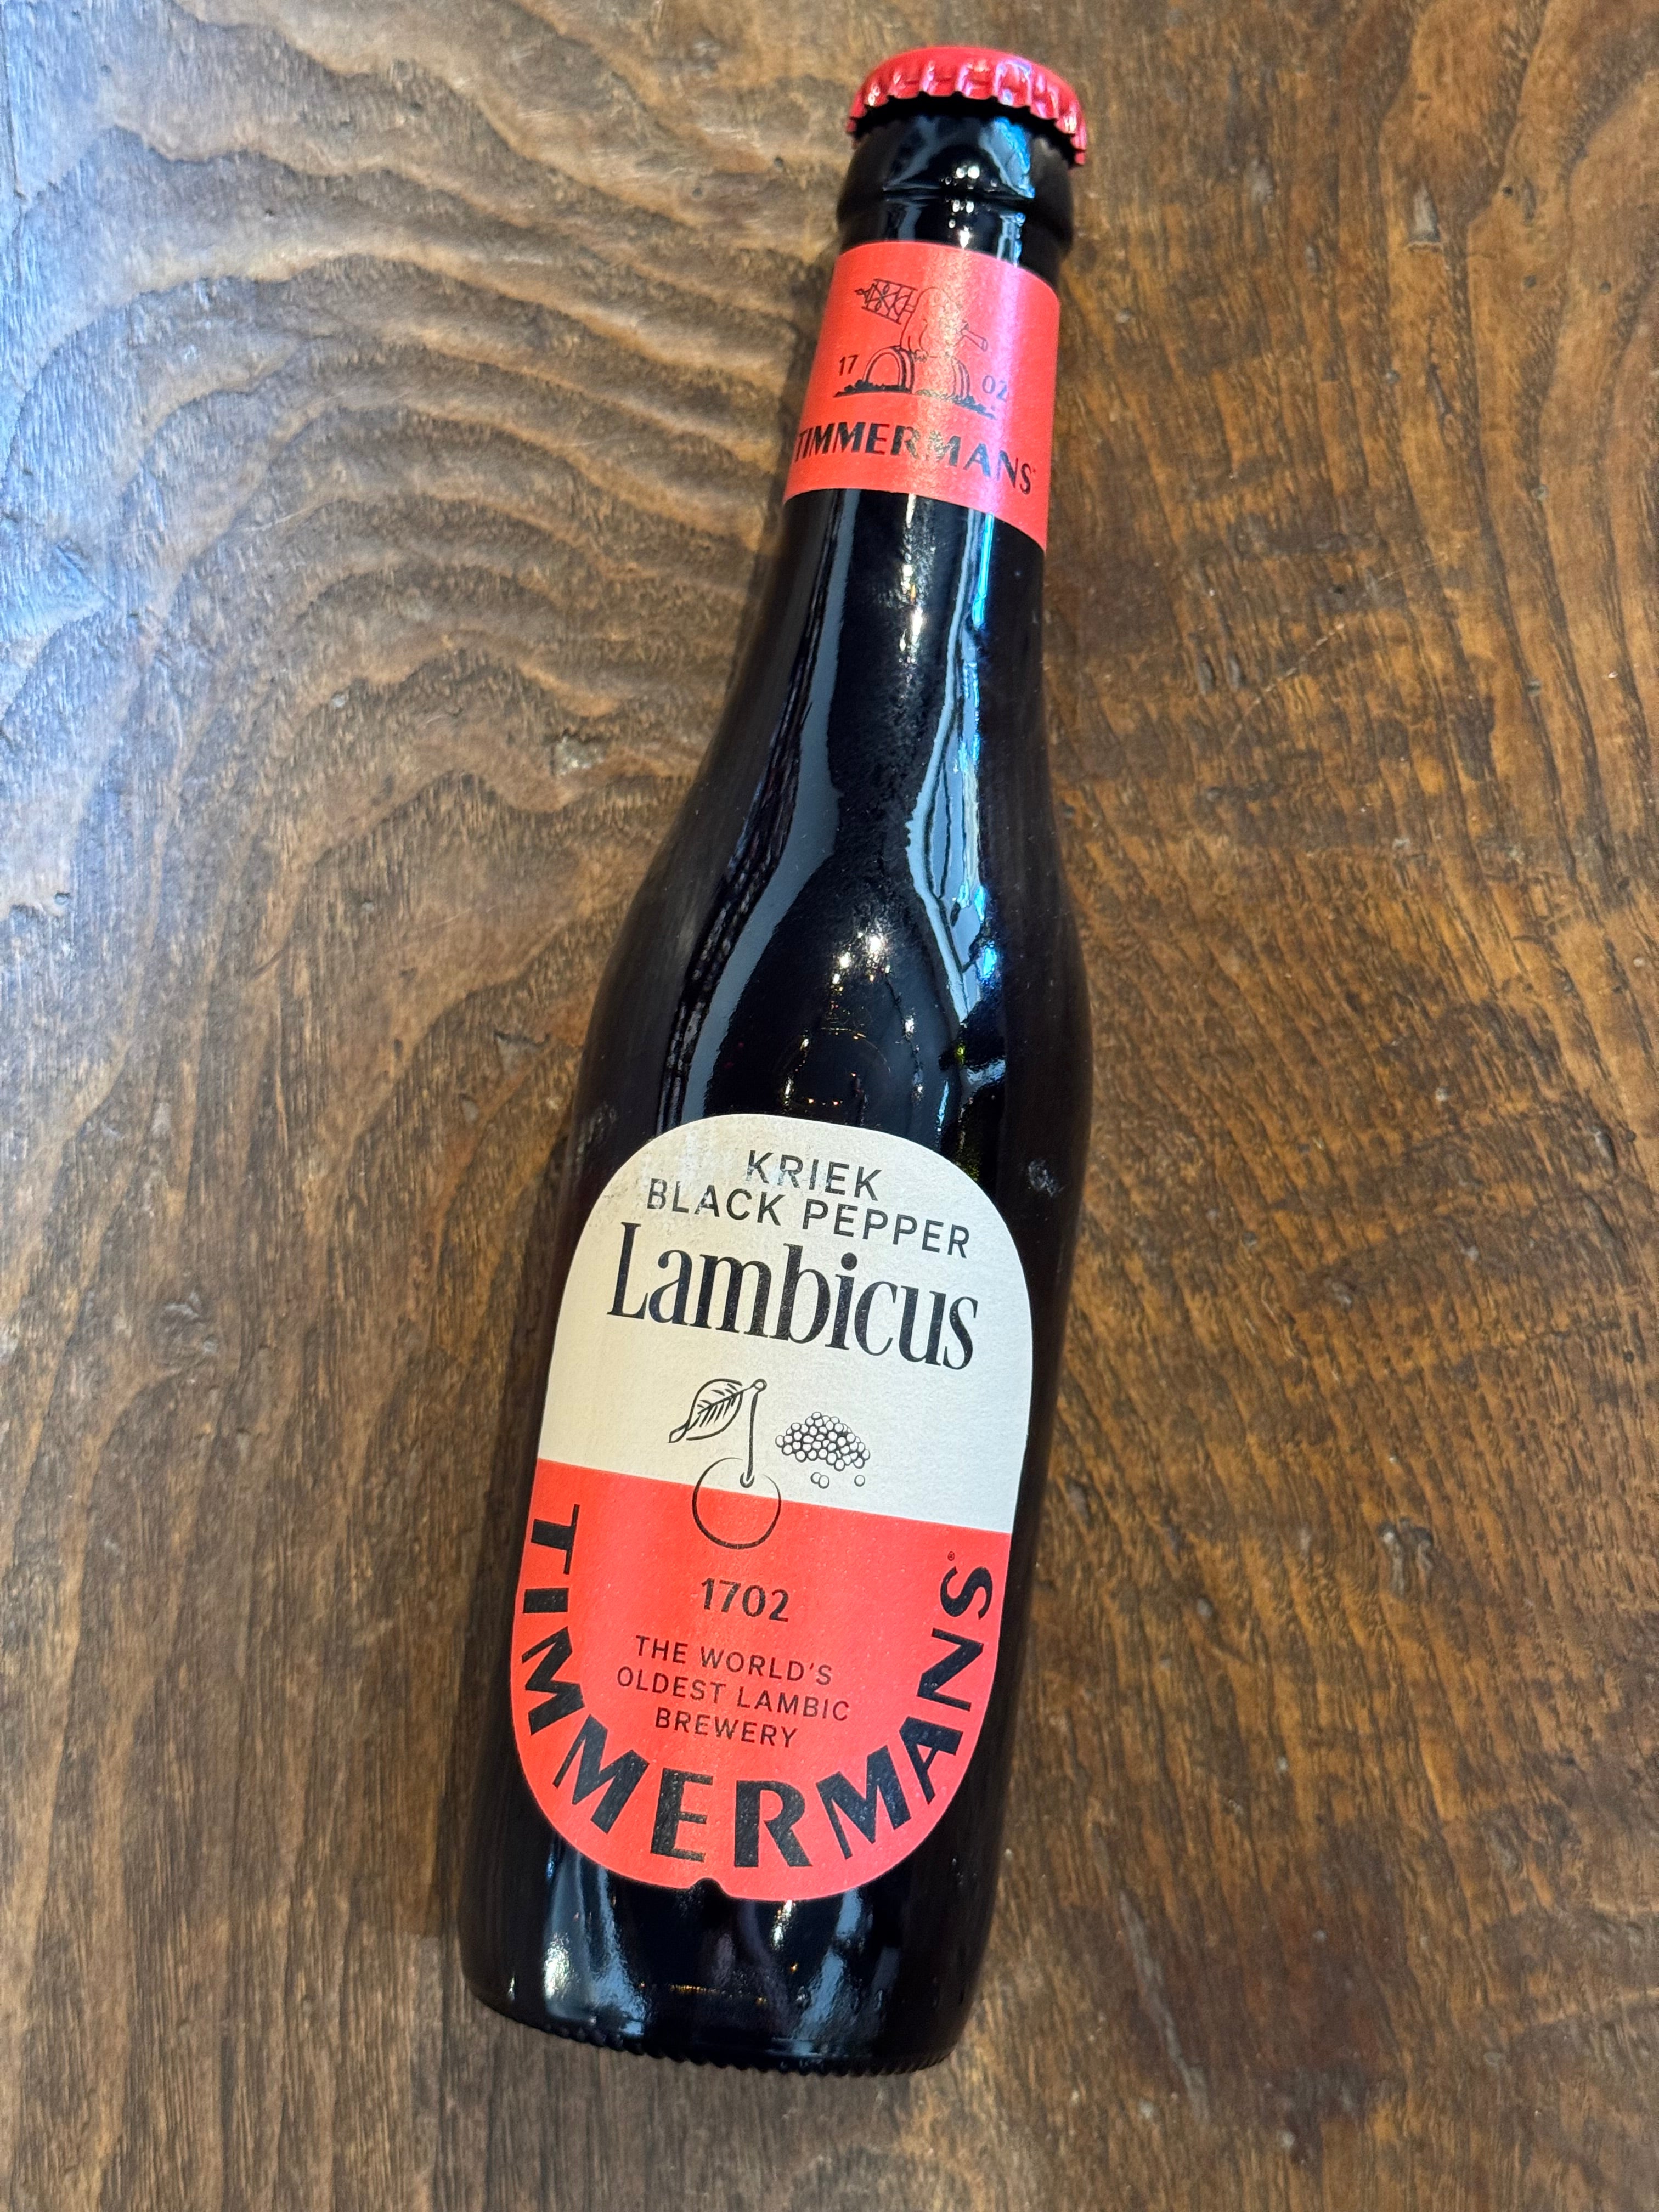 17 02
TIMMERMANS
KRIEK
BLACK PEPPER
Lambicus
1702
THE WORLD'S
OLDEST LAMBIC
BREWERY
TIMMERMANS®